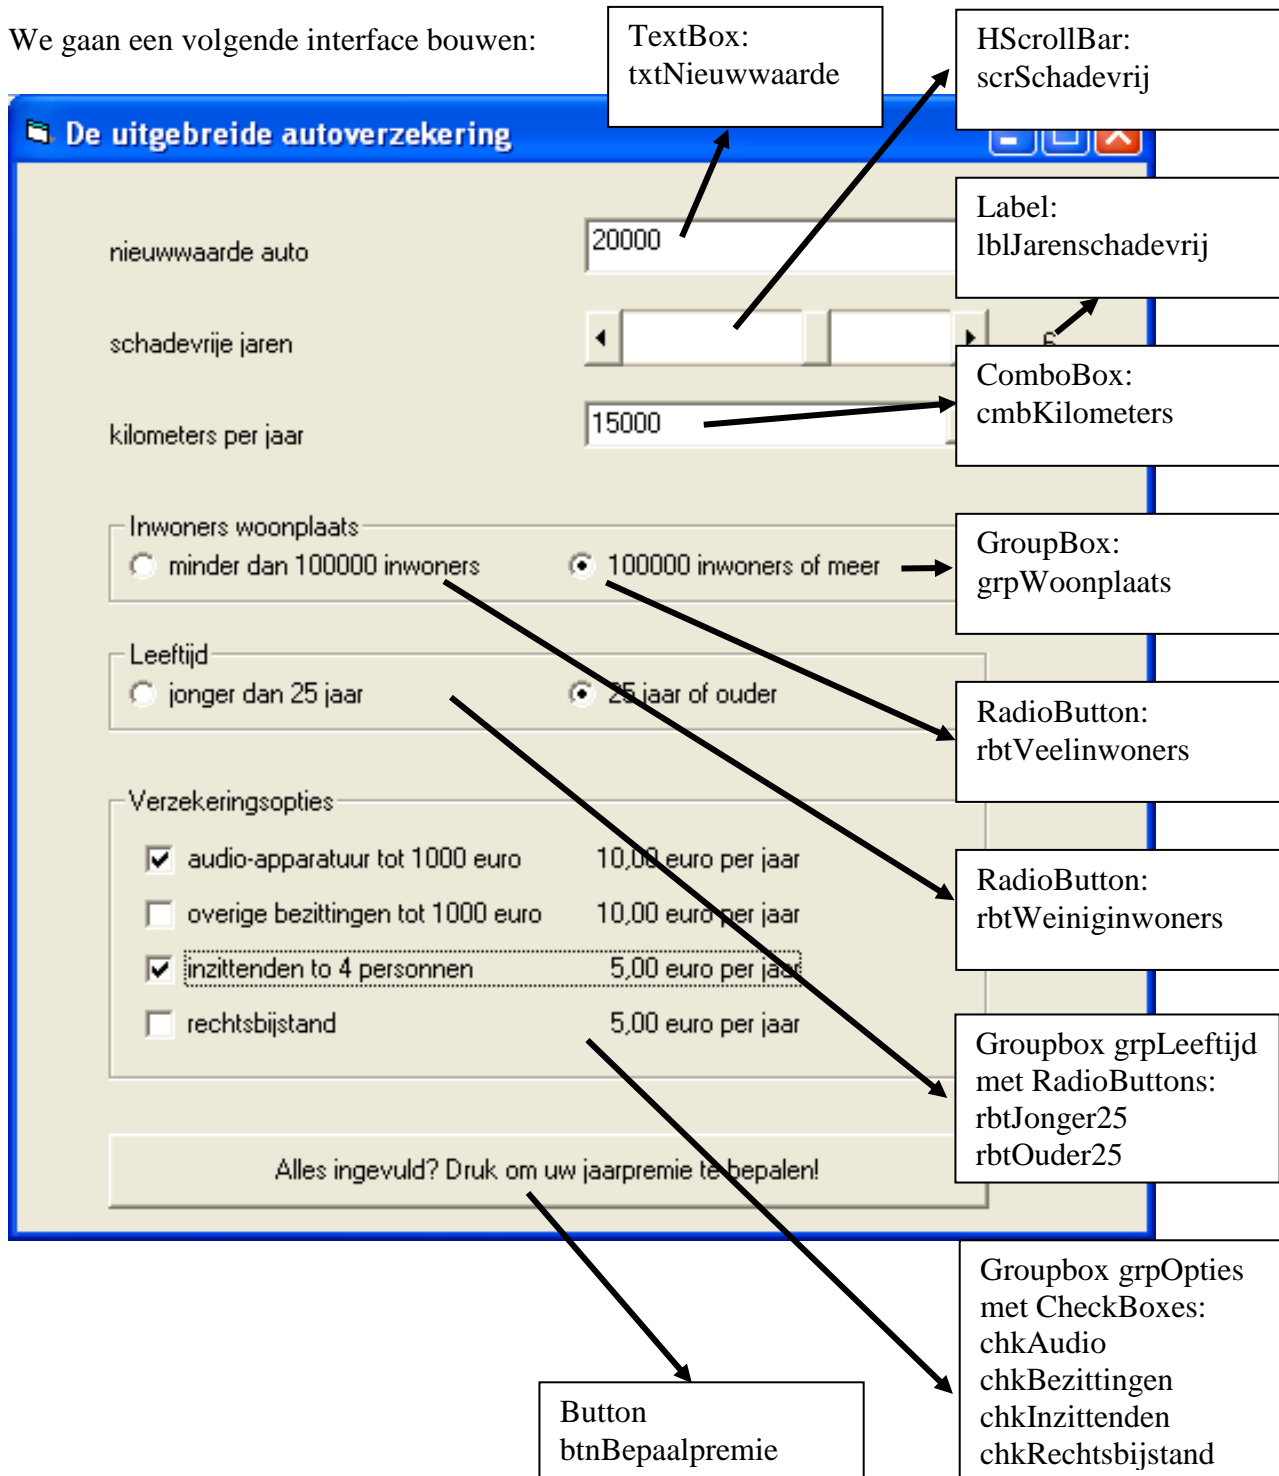 We gaan een volgende interface bouwen:
TextBox:
txtNieuwwaarde
HScrollBar:
scrSchadevrij
De uitgebreide autoverzekering
Label:
lblJarenschadevrij
nieuwwaarde auto
20000
schadevrije jaren
6
ComboBox:
cmbKilometers
kilometers per jaar
15000
Inwoners woonplaats
minder dan 100000 inwoners
100000 inwoners of meer
GroupBox:
grpWoonplaats
Leeftijd
jonger dan 25 jaar
25 jaar of ouder
RadioButton:
rbtVeelinwoners
Verzekeringsopties
audio-apparatuur tot 1000 euro 10,00 euro per jaar
overige bezittingen tot 1000 euro 10,00 euro per jaar
inzittenden to 4 personnen 5,00 euro per jaar
rechtsbijstand 5,00 euro per jaar
RadioButton:
rbtWeiniginwoners
Groupbox grpLeeftijd
met RadioButtons:
rbtJonger25
rbtOuder25
Alles ingevuld? Druk om uw jaarpremie te bepalen!
Groupbox grpOpties
met CheckBoxes:
chkAudio
chkBezittingen
chkInzittenden
chkRechtsbijstand
Button
btnBepaalpremie